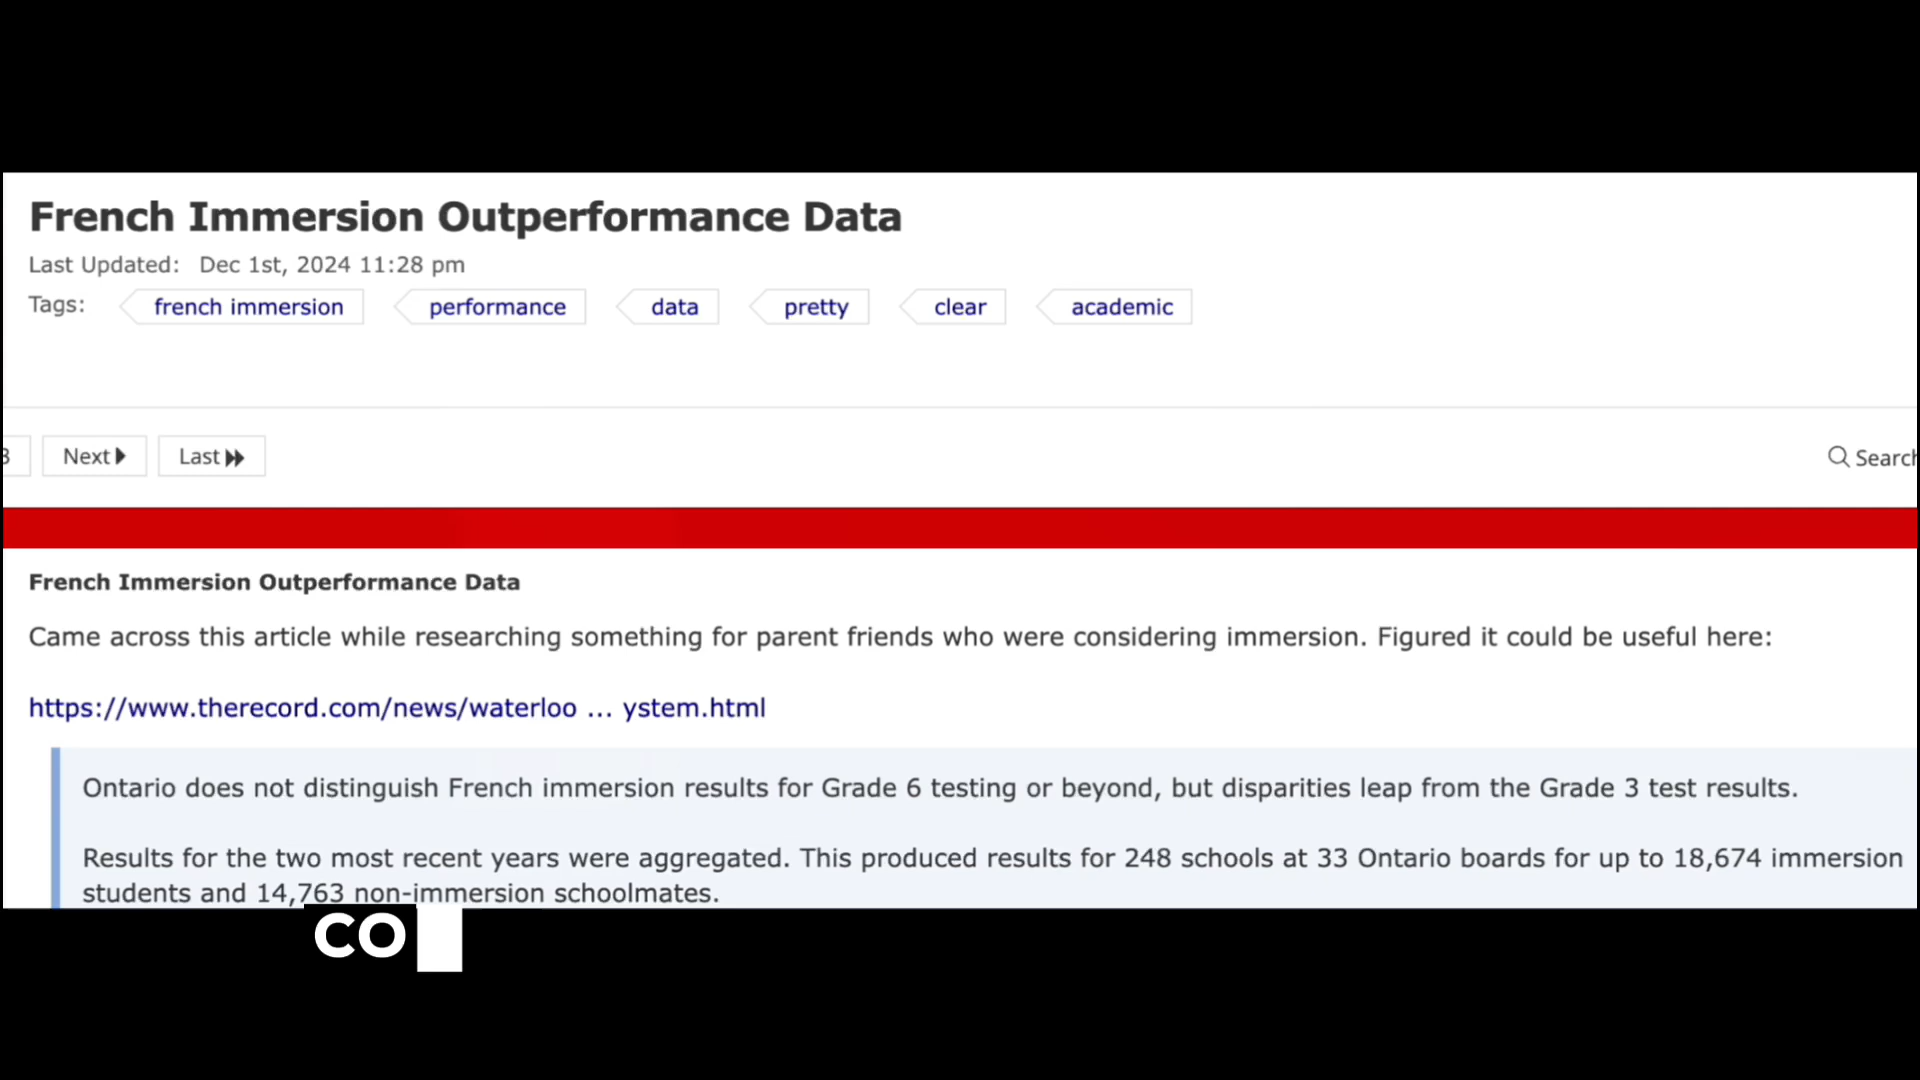 French Immersion Outperformance Data
Last Updated: Dec 1st, 2024 11:28 pm
Tags: french immersion performance data pretty clear academic
3 Next Last Search
French Immersion Outperformance Data
Came across this article while researching something for parent friends who were considering immersion. Figured it could be useful here:
https://www.therecord.com/news/waterloo ... ystem.html
Ontario does not distinguish French immersion results for Grade 6 testing or beyond, but disparities leap from the Grade 3 test results.
Results for the two most recent years were aggregated. This produced results for 248 schools at 33 Ontario boards for up to 18,674 immersion
students and 14,763 non-immersion schoolmates.
CO